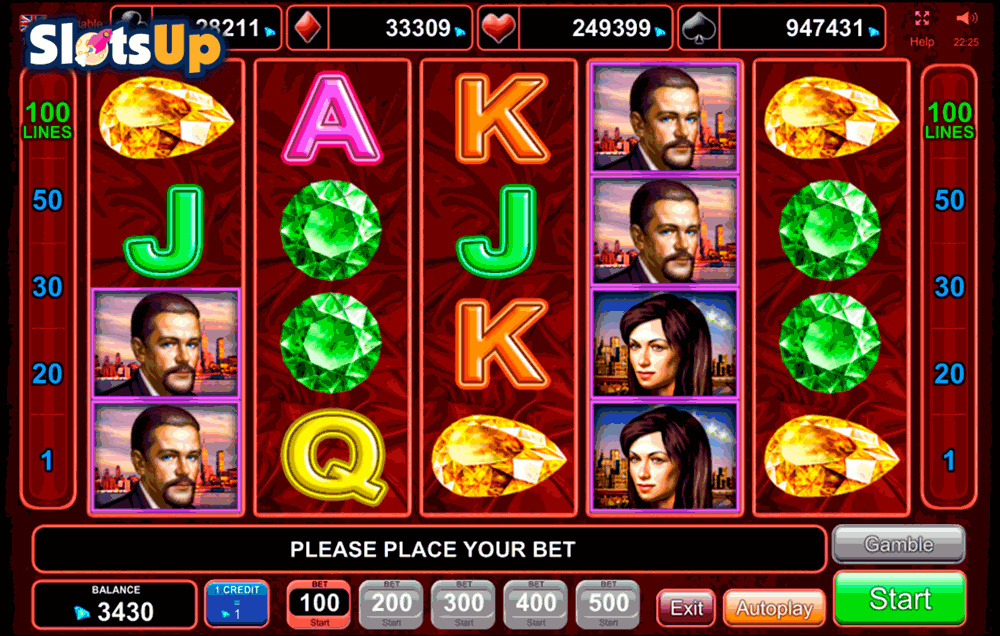 SlotsUp
8211
33309
249399
947431
Help
22:25
100
LINES
50
30
20
1
A
K
J
J
K
Q
100
LINES
50
30
20
1
PLEASE PLACE YOUR BET
Gamble
BALANCE
3430
1 CREDIT
=
1
BET
100
Start
BET
200
Start
BET
300
Start
BET
400
Start
BET
500
Start
Exit
Autoplay
Start